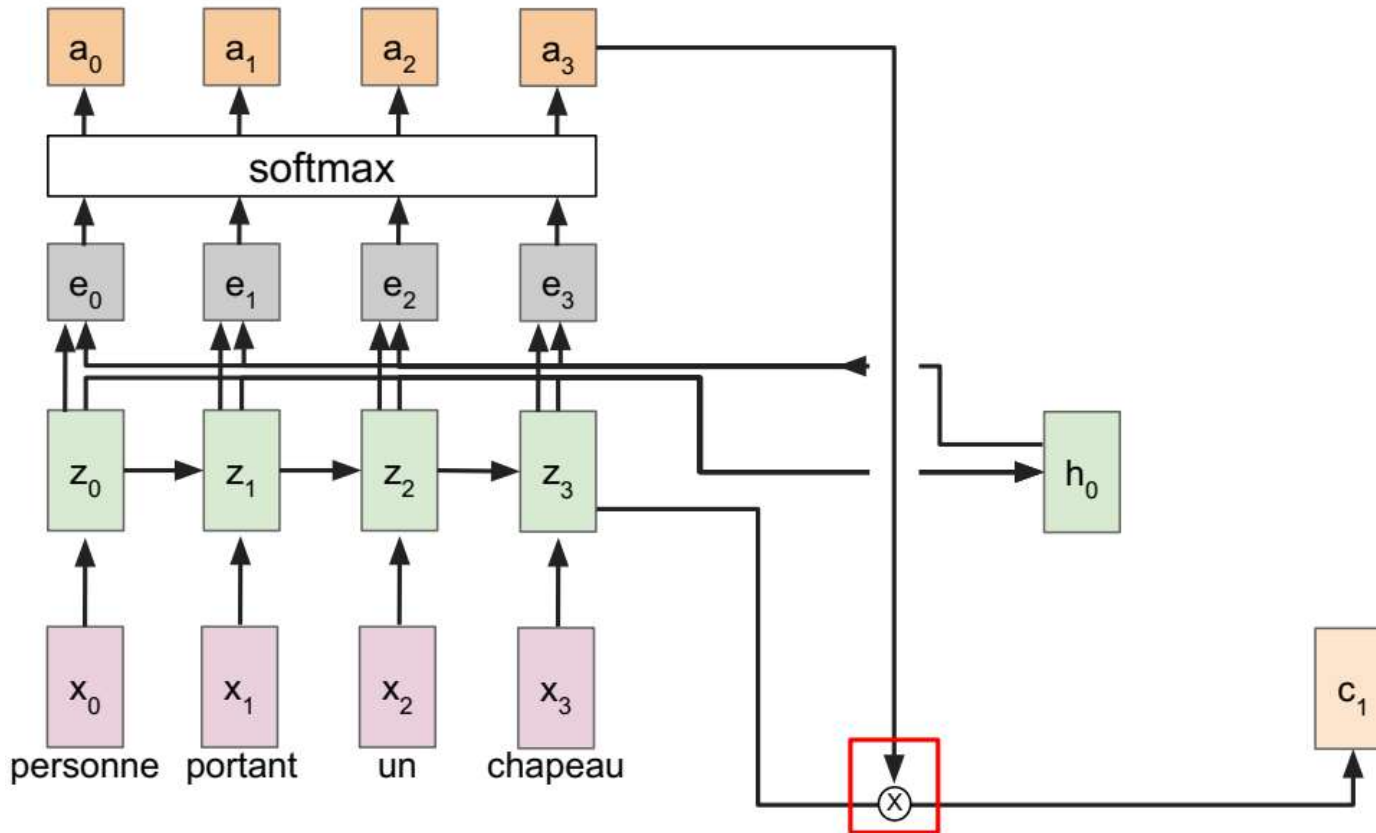 a0 a1 a2 a3
softmax
e0 e1 e2 e3
z0 z1 z2 z3 h0
x0 x1 x2 x3 c1
personne portant un chapeau
X